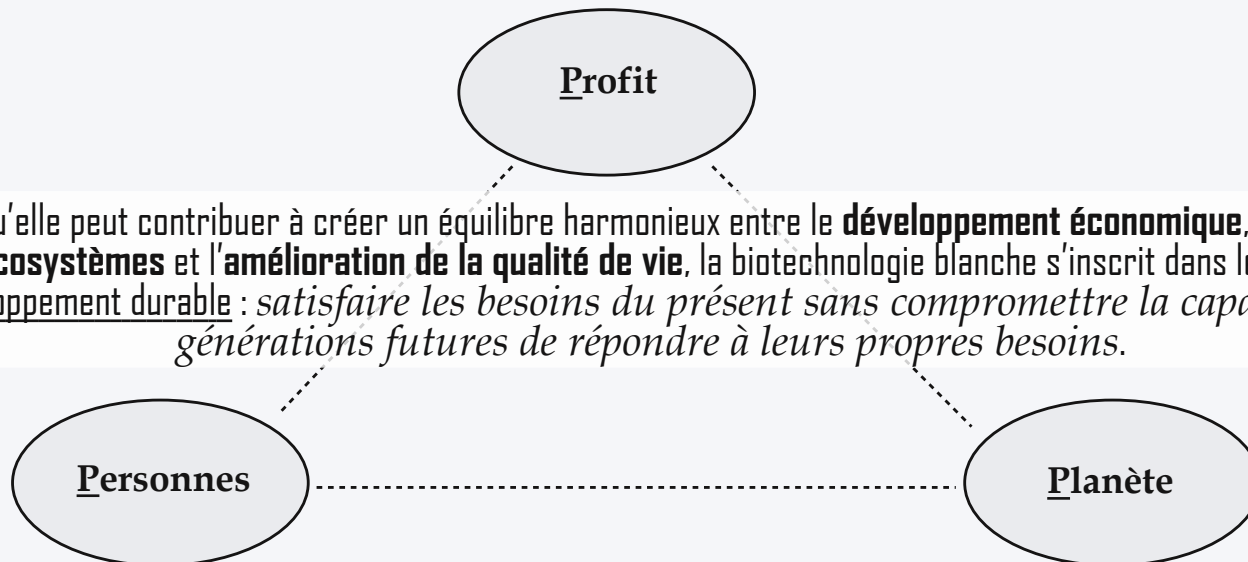 Profit
u'elle peut contribuer à créer un équilibre harmonieux entre le développement économique,
cosystèmes et l'amélioration de la qualité de vie, la biotechnologie blanche s'inscrit dans le
oppement durable : satisfaire les besoins du présent sans compromettre la capa
générations futures de répondre à leurs propres besoins.
Personnes
Planète